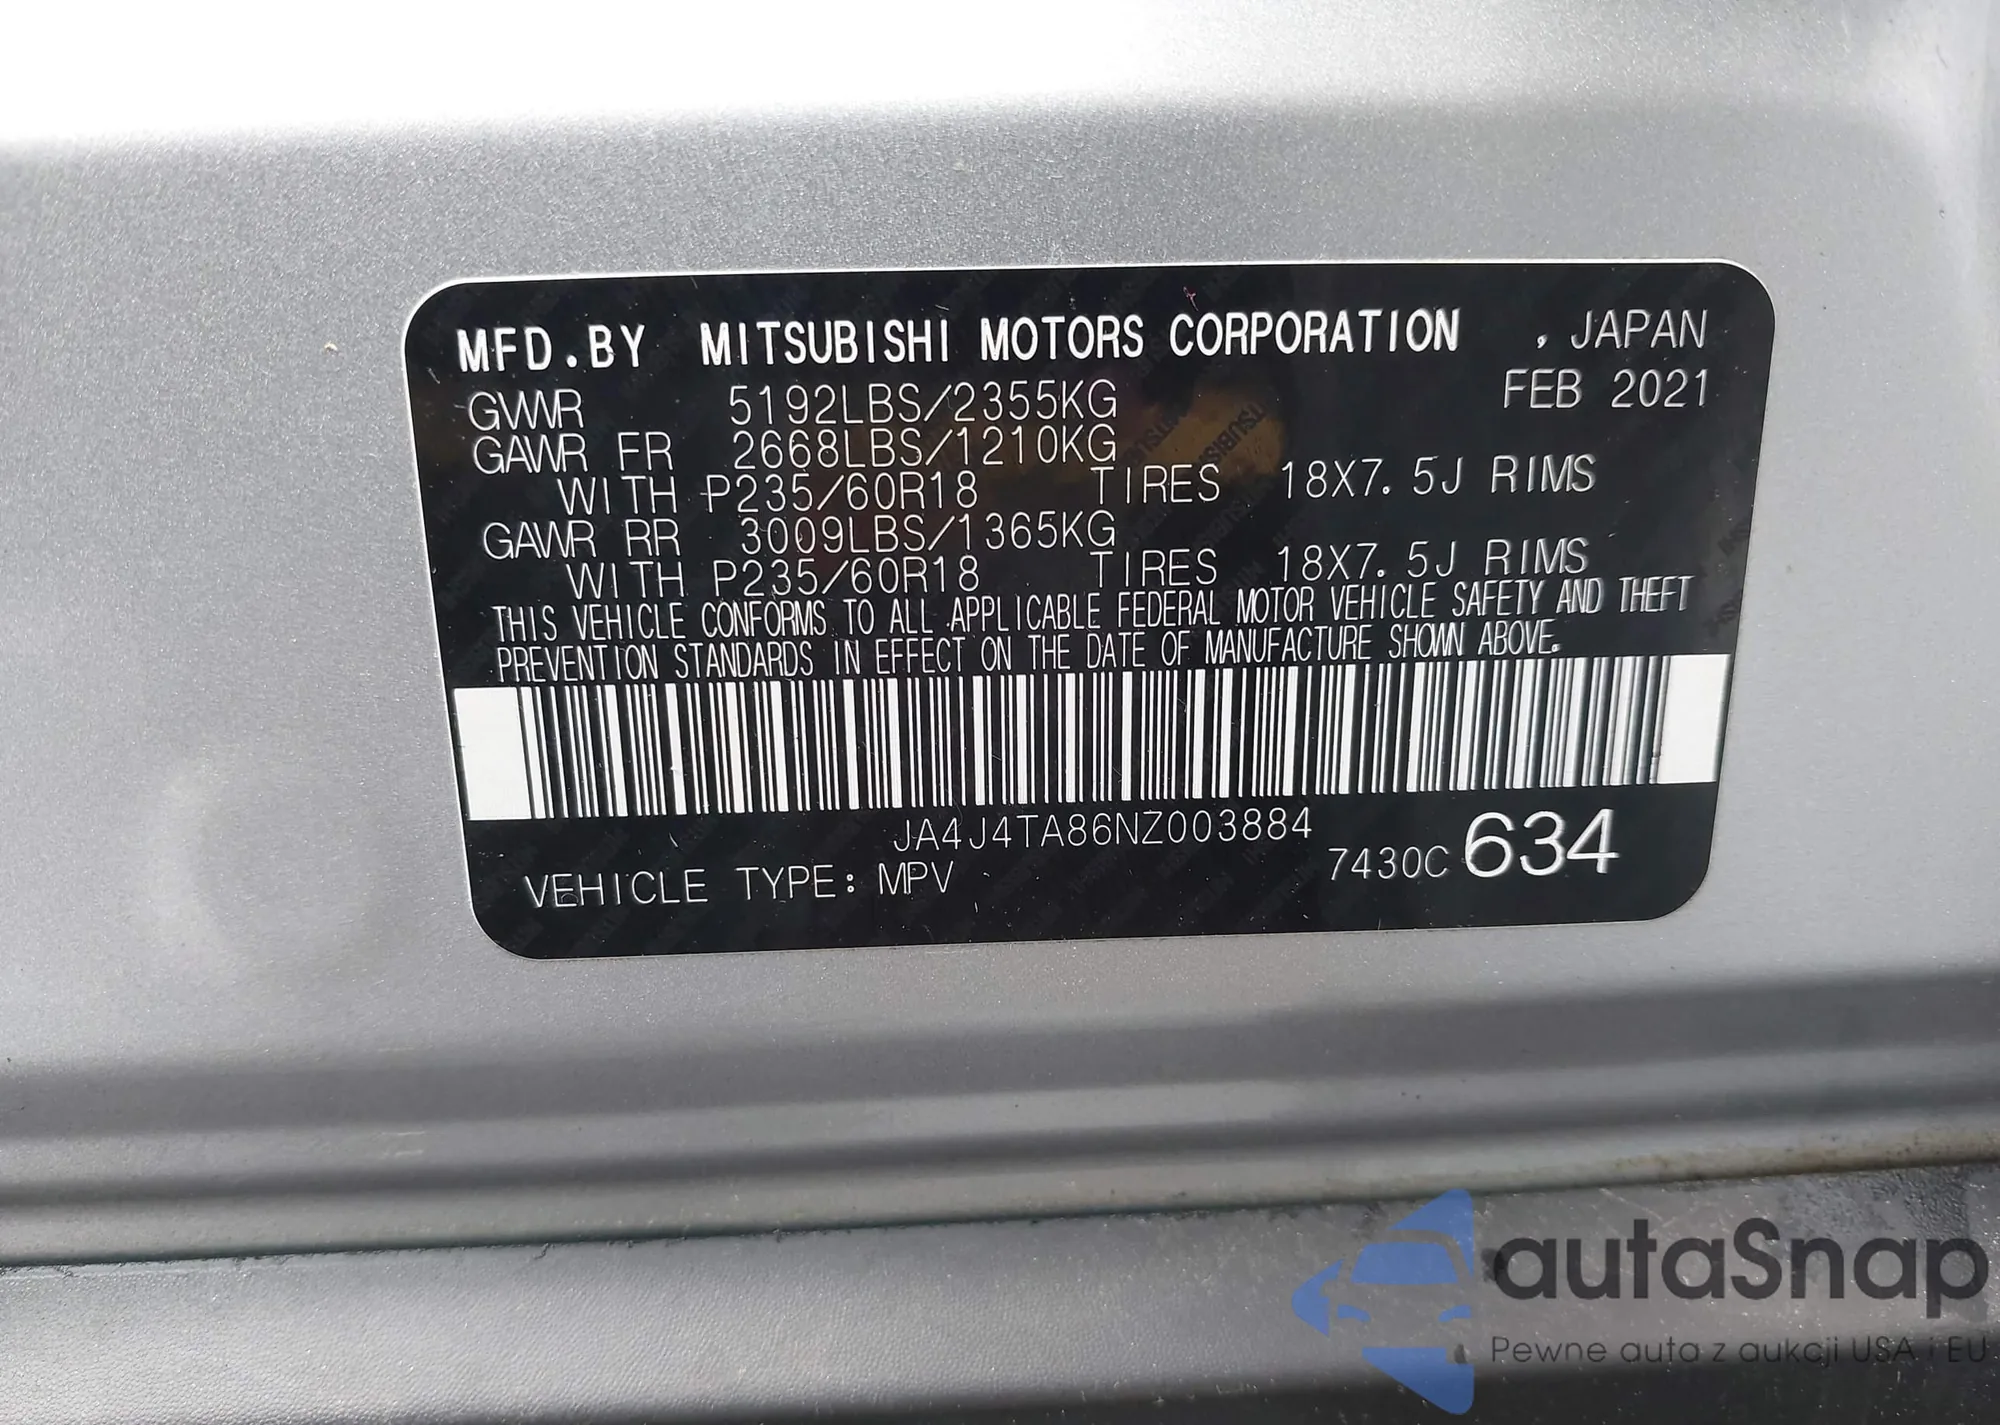 MFD.BY MITSUBISHI MOTORS CORPORATION , JAPAN
GVWR 5192LBS/2355KG FEB 2021
GAWR FR 2668LBS/1210KG
WITH P235/60R18 TIRES 18X7.5J RIMS
GAWR RR 3009LBS/1365KG
WITH P235/60R18 TIRES 18X7.5J RIMS
THIS VEHICLE CONFORMS TO ALL APPLICABLE FEDERAL MOTOR VEHICLE SAFETY AND THEFT
PREVENTION STANDARDS IN EFFECT ON THE DATE OF MANUFACTURE SHOWN ABOVE.
JA4J4TA86NZ003884
VEHICLE TYPE: MPV 7430C 634
autaSnap
Pewne auta z aukcji USA i EU